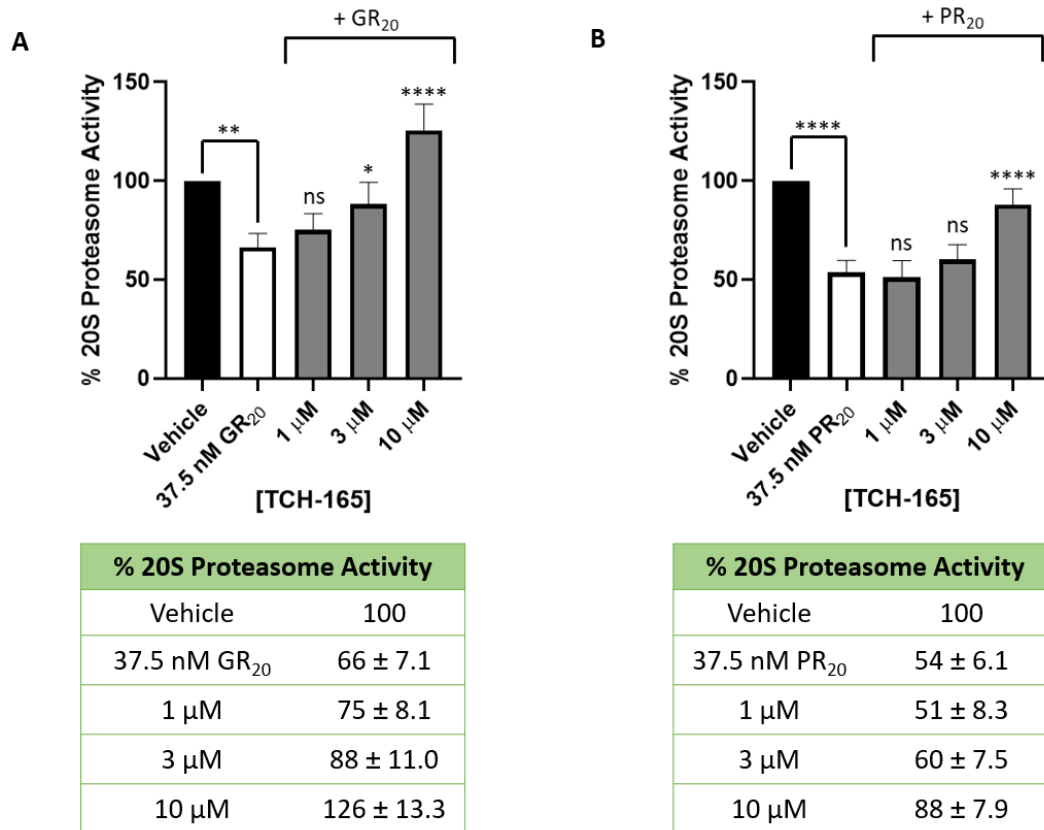 A
+ GR₂₀
% 20S Proteasome Activity
150
100
50
0
**
ns
*
****
Vehicle
37.5 nM GR₂₀
1 μM
3 μM
10 μM
[TCH-165]
% 20S Proteasome Activity
Vehicle 100
37.5 nM GR₂₀ 66 ± 7.1
1 μM 75 ± 8.1
3 μM 88 ± 11.0
10 μM 126 ± 13.3
B
+ PR₂₀
% 20S Proteasome Activity
150
100
50
0
****
ns
ns
****
Vehicle
37.5 nM PR₂₀
1 μM
3 μM
10 μM
[TCH-165]
% 20S Proteasome Activity
Vehicle 100
37.5 nM PR₂₀ 54 ± 6.1
1 μM 51 ± 8.3
3 μM 60 ± 7.5
10 μM 88 ± 7.9